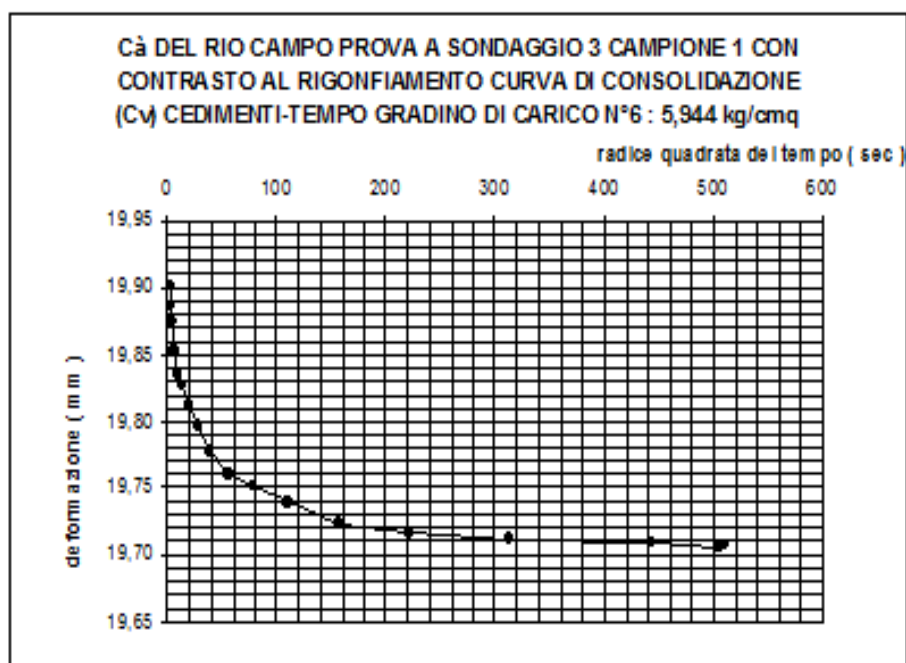 Cà DEL RIO CAMPO PROVA A SONDAGGIO 3 CAMPIONE 1 CON
CONTRASTO AL RIGONFIAMENTO CURVA DI CONSOLIDAZIONE
(Cv) CEDIMENTI-TEMPO GRADINO DI CARICO N°6 : 5,944 kg/cmq
radice quadrata del tempo ( sec )
0 100 200 300 400 500 600
19,95
19,90
19,85
19,80
19,75
19,70
19,65
deformazione ( mm )